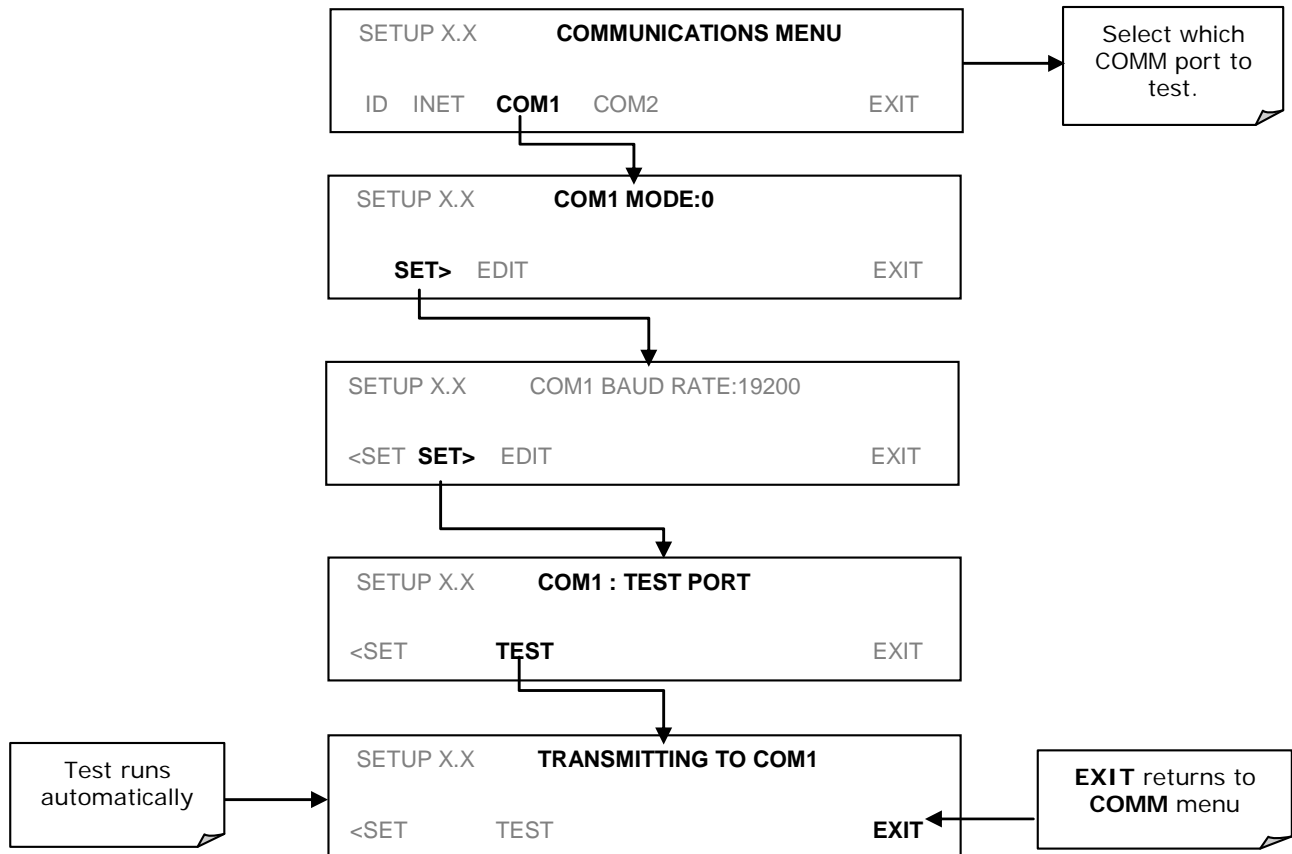 SETUP X.X COMMUNICATIONS MENU
ID INET COM1 COM2 EXIT
Select which
COMM port to
test.
SETUP X.X COM1 MODE:0
SET> EDIT EXIT
SETUP X.X COM1 BAUD RATE:19200
<SET SET> EDIT EXIT
SETUP X.X COM1 : TEST PORT
<SET TEST EXIT
Test runs
automatically
SETUP X.X TRANSMITTING TO COM1
<SET TEST EXIT
EXIT returns to
COMM menu